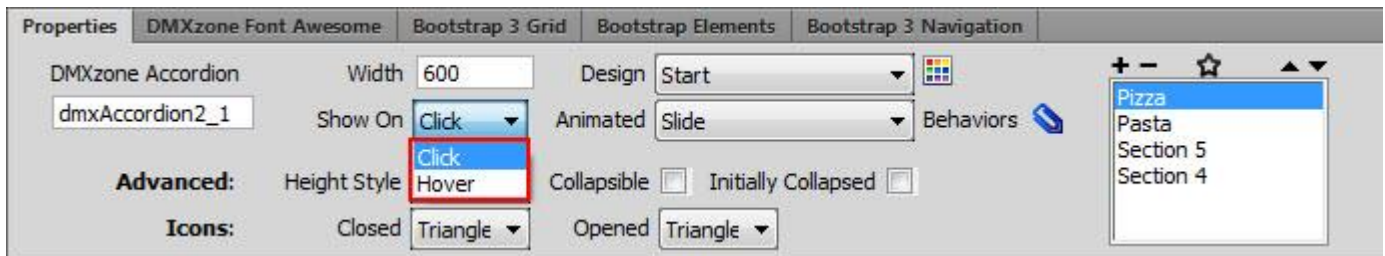 Properties DMXzone Font Awesome Bootstrap 3 Grid Bootstrap Elements Bootstrap 3 Navigation
DMXzone Accordion Width 600 Design Start
dmxAccordion2_1 Show On Click Animated Slide Behaviors
Click
Advanced: Height Style Hover Collapsible Initially Collapsed
Icons: Closed Triangle Opened Triangle
Pizza
Pasta
Section 5
Section 4